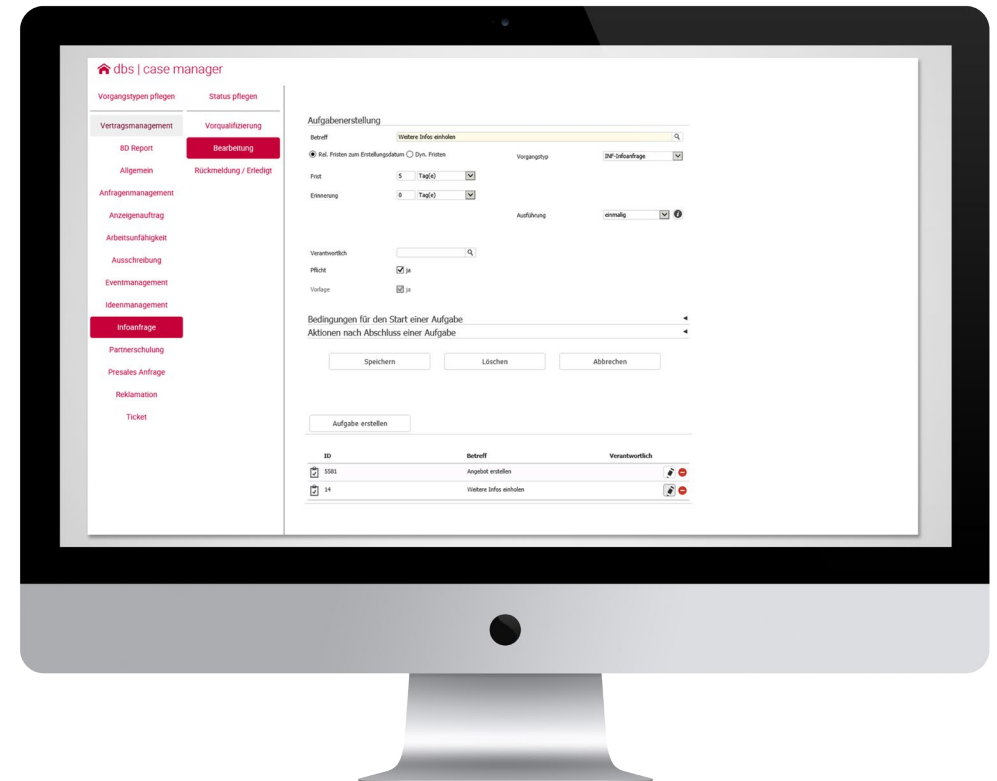 dbs | case manager
Vorgangstypen pflegen
Status pflegen
Vertragsmanagement
BD Report
Allgemein
Anfragenmanagement
Anzeigenauftrag
Arbeitsunfähigkeit
Ausschreibung
Eventmanagement
Ideenmanagement
Infoanfrage
Partnerschulung
Presales Anfrage
Reklamation
Ticket
Vorqualifizierung
Bearbeitung
Rückmeldung / Erledigt
Aufgabenerstellung
Betreff Weitere Infos einholen
Rel. Fristen zum Erstellungsdatum Dyn. Fristen Vorgangstyp INF-Infoanfrage
Frist 5 Tag(e)
Erinnerung 0 Tag(e)
Ausführung einmalig
Verantwortlich
Pflicht ja
Vorlage ja
Bedingungen für den Start einer Aufgabe
Aktionen nach Abschluss einer Aufgabe
Speichern Löschen Abbrechen
Aufgabe erstellen
ID Betreff Verantwortlich
5581 Angebot erstellen
14 Weitere Infos einholen